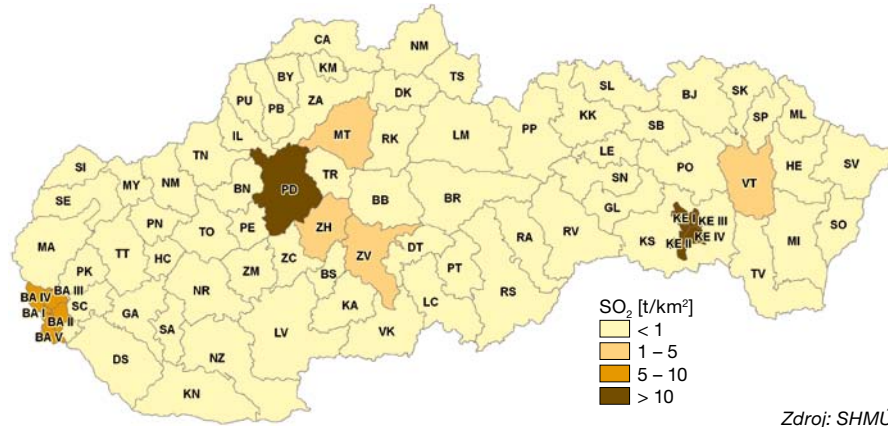 CA
NM
BY
KM
TS
PU
PB
ZA
DK
SL
BJ
SK
SP
ML
IL
MT
RK
LM
PP
KK
SB
TN
LE
PO
HE
SV
SI
MY
NM
BN
PD
TR
BB
BR
SN
VT
SE
GL
PN
TO
PE
ZH
KE I
KE III
KE II
KE IV
SO
MA
TT
HC
ZM
ZC
BS
ZV
DT
RA
RV
KS
MI
PK
NR
KA
PT
TV
BA IV
BA III
SC
GA
SA
LV
VK
LC
RS
BA I
BA II
BA V
DS
NZ
KN
SO₂ [t/km²]
< 1
1 – 5
5 – 10
> 10
Zdroj: SHMÚ